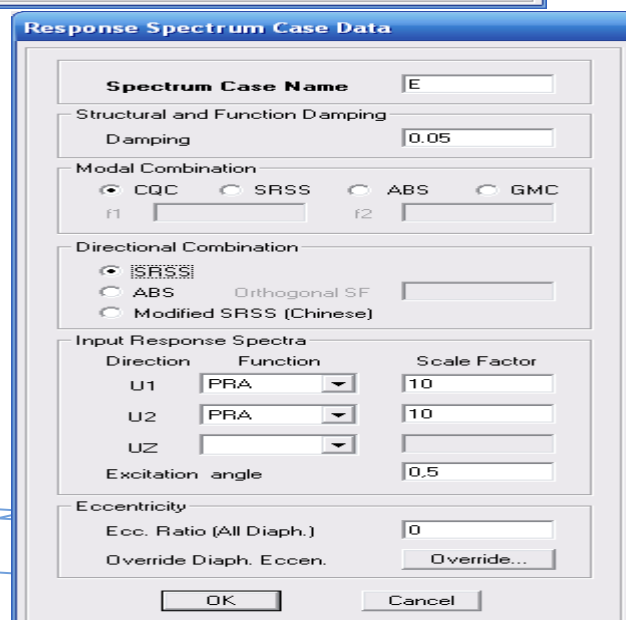 Response Spectrum Case Data
Spectrum Case Name E
Structural and Function Damping
Damping 0.05
Modal Combination
CQC SRSS ABS GMC
f1 f2
Directional Combination
SRSS
ABS Orthogonal SF
Modified SRSS (Chinese)
Input Response Spectra
Direction Function Scale Factor
U1 PRA 10
U2 PRA 10
UZ
Excitation angle 0,5
Eccentricity
Ecc. Ratio (All Diaph.) 0
Override Diaph. Eccen. Override...
OK Cancel